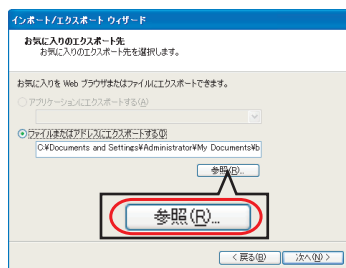 インポート/エクスポート ウィザード
お気に入りのエクスポート先
お気に入りのエクスポート先を選択します。
お気に入りを Web ブラウザまたはファイルにエクスポートできます。
アプリケーションにエクスポートする(A)
ファイルまたはアドレスにエクスポートする(F)
C:¥Documents and Settings¥Administrator¥My Documents¥b
参照(R)...
参照(R)...
< 戻る(B)
次へ(N) >